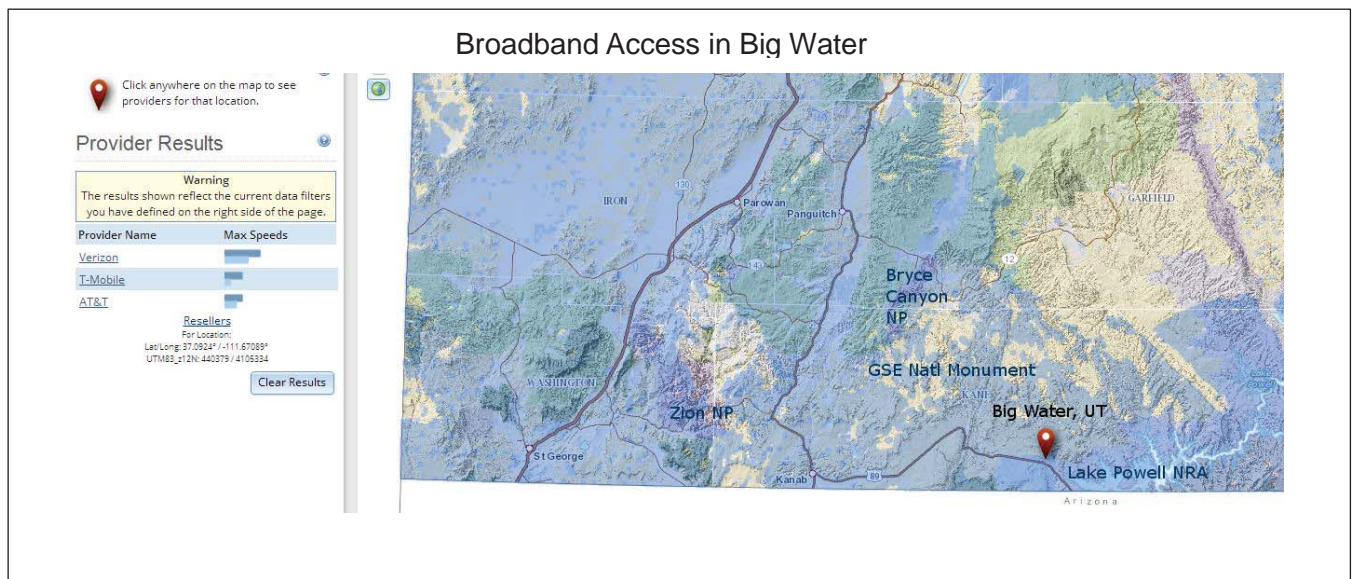 Broadband Access in Big Water
Click anywhere on the map to see
providers for that location.
Provider Results
Warning
The results shown reflect the current data filters
you have defined on the right side of the page.
Provider Name Max Speeds
Verizon
T-Mobile
AT&T
Resellers
For Location:
Lat/Long: 37.0924° / -111.67089°
UTM83_z12N: 440379 / 4105334
Clear Results
130
IRON
Parowan
Panguitch
GARFIELD
143
12
Bryce
Canyon
NP
GSE Natl Monument
WASHINGTON
KANE
Zion NP
Big Water, UT
St George
Kanab
89
Lake Powell NRA
Arizona